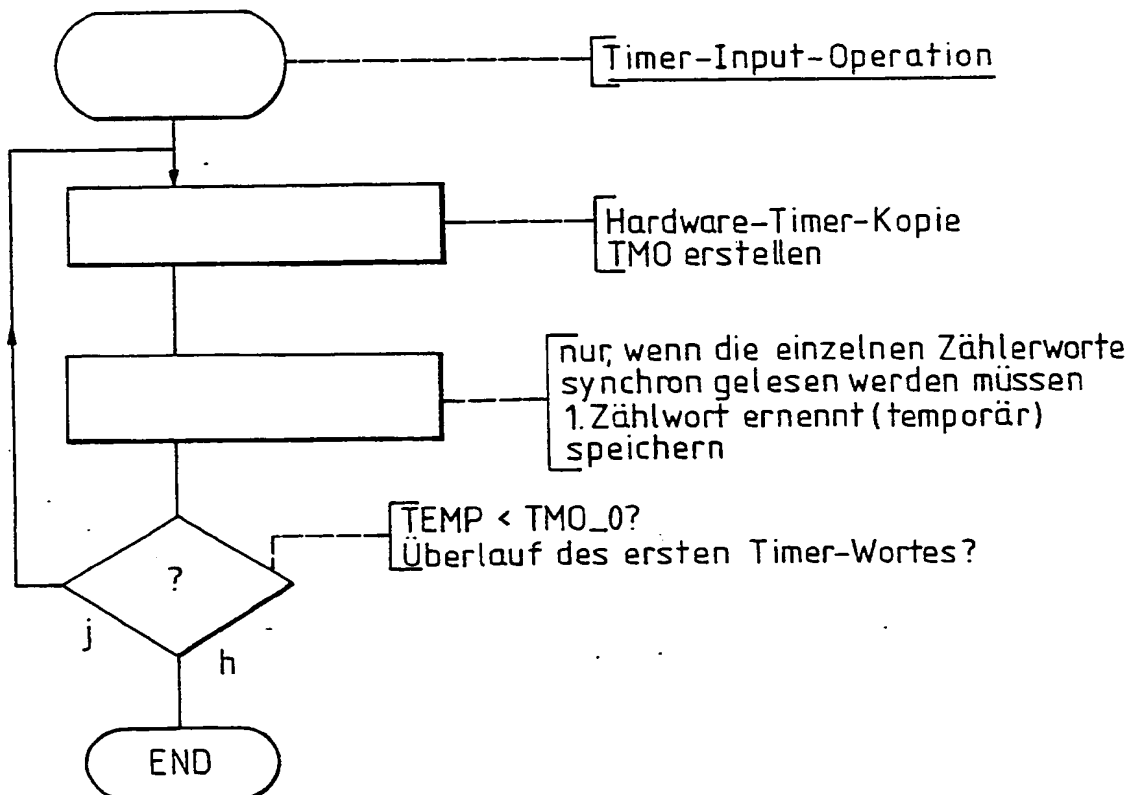 Timer-Input-Operation
Hardware-Timer-Kopie
TMO erstellen
nur, wenn die einzelnen Zählerworte
synchron gelesen werden müssen
1. Zählwort ernennt (temporär)
speichern
TEMP < TMO_0?
Überlauf des ersten Timer-Wortes?
?
j
h
END